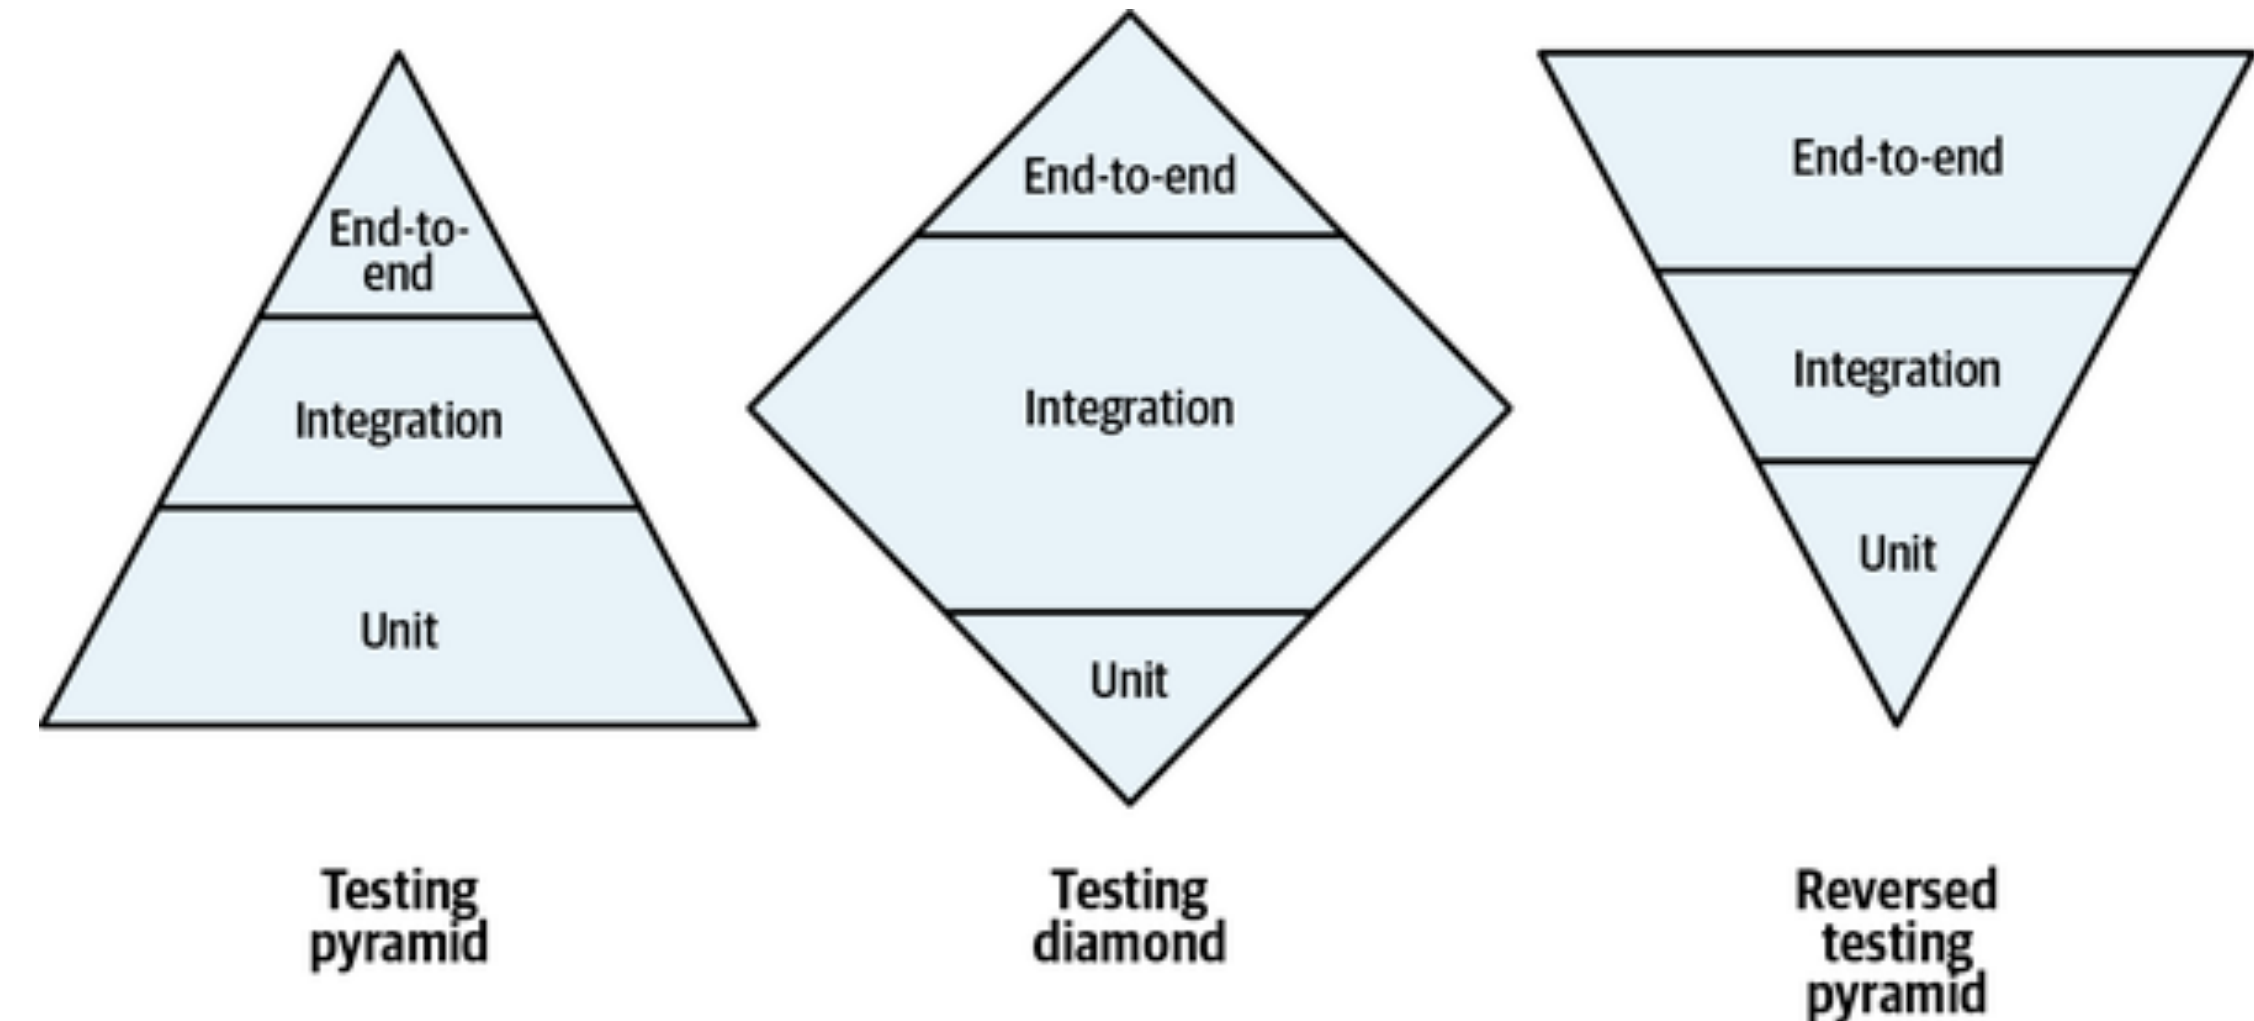 End-to-
end
Integration
Unit
Testing
pyramid
End-to-end
Integration
Unit
Testing
diamond
End-to-end
Integration
Unit
Reversed
testing
pyramid